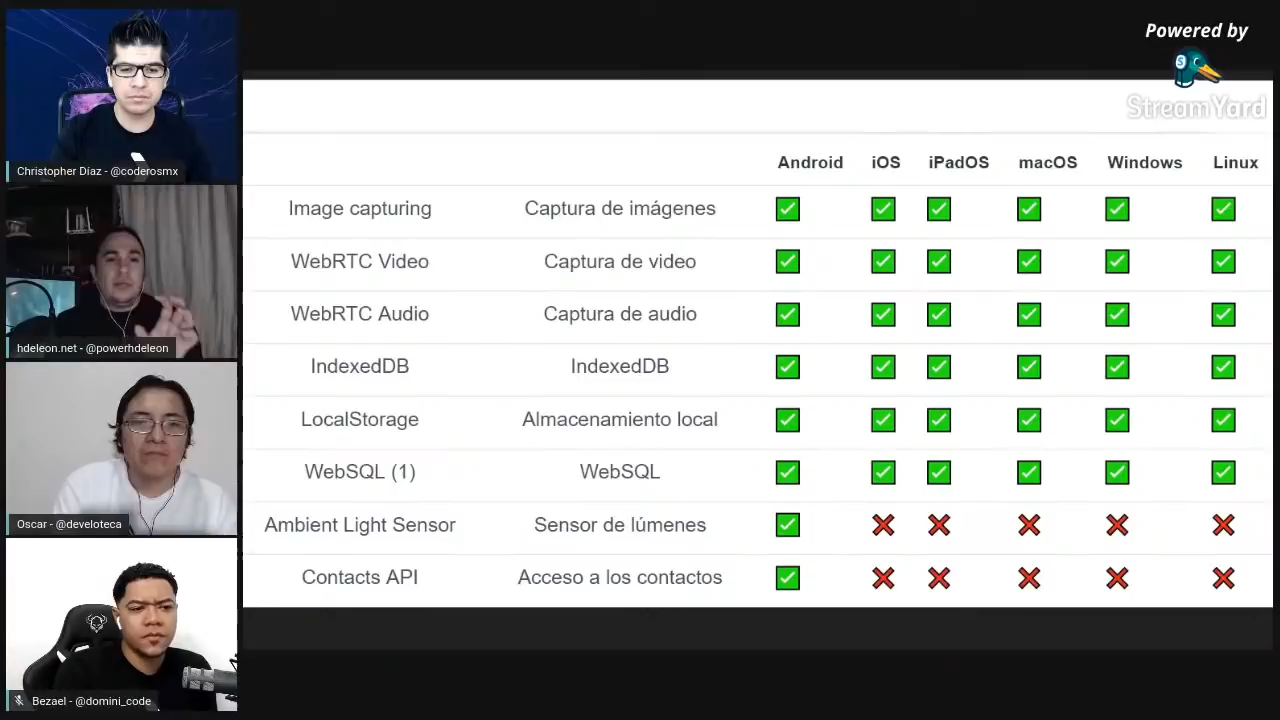 Powered by
StreamYard
Christopher Díaz - @coderosmx
hdeleon.net - @powerhdeleon
Oscar - @develoteca
Bezael - @domini_code
Android iOS iPadOS macOS Windows Linux
Image capturing Captura de imágenes
WebRTC Video Captura de video
WebRTC Audio Captura de audio
IndexedDB IndexedDB
LocalStorage Almacenamiento local
WebSQL (1) WebSQL
Ambient Light Sensor Sensor de lúmenes
Contacts API Acceso a los contactos